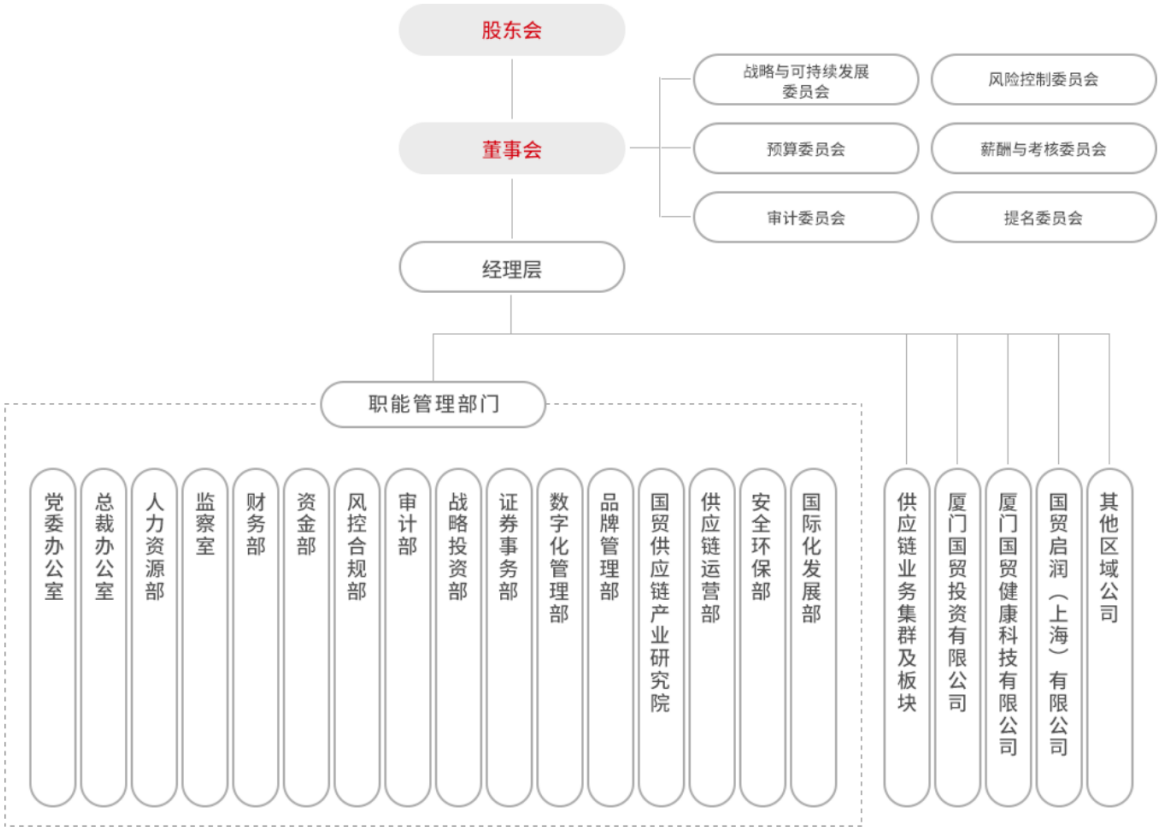 股东会
董事会
战略与可持续发展
委员会
风险控制委员会
预算委员会
薪酬与考核委员会
审计委员会
提名委员会
经理层
职能管理部门
党委办公室
总裁办公室
人力资源部
监察室
财务部
资金部
风控合规部
审计部
战略投资部
证券事务部
数字化管理部
品牌管理部
国贸供应链产业研究院
供应链运营部
安全环保部
国际化发展部
供应链业务集群及板块
厦门国贸投资有限公司
厦门国贸健康科技有限公司
国贸启润（上海）有限公司
其他区域公司